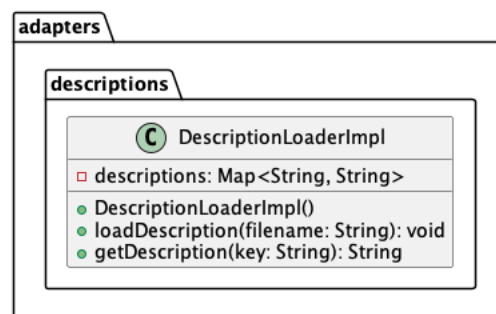 adapters
descriptions
C DescriptionLoaderImpl
descriptions: Map<String, String>
DescriptionLoaderImpl()
loadDescription(filename: String): void
getDescription(key: String): String